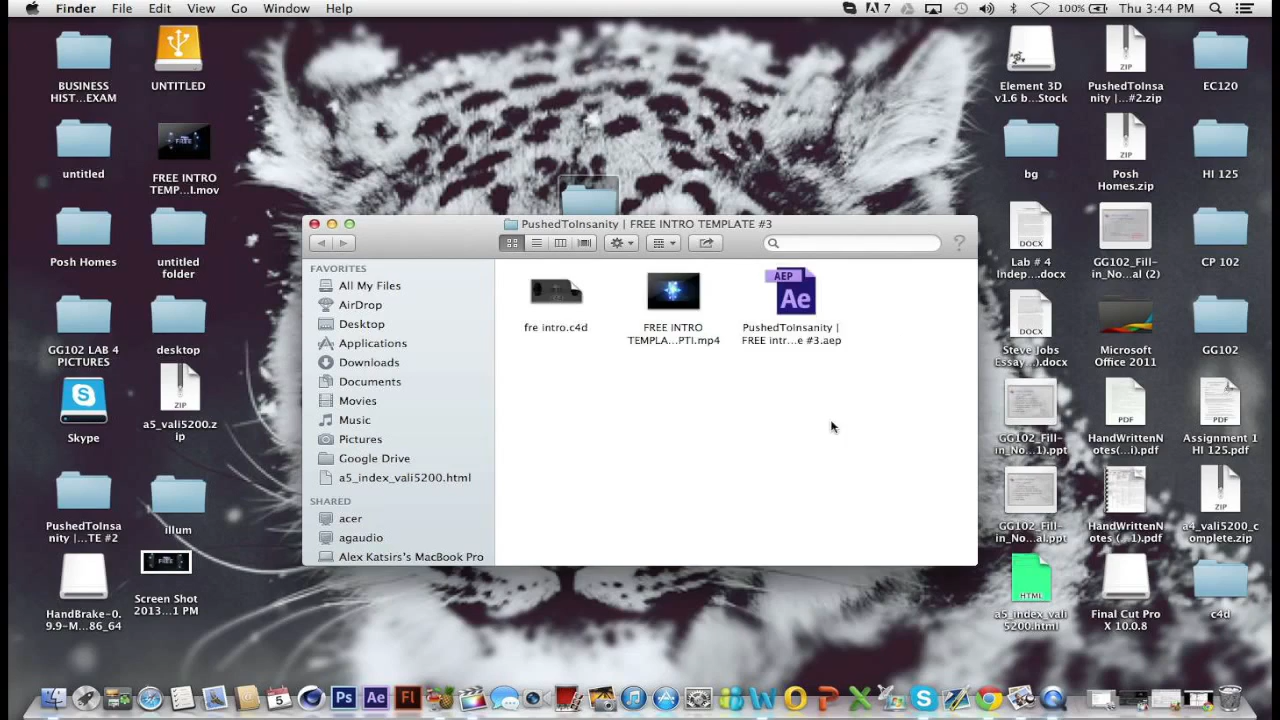 Finder File Edit View Go Window Help
7 100% Thu 3:44 PM
BUSINESS
HIST...EXAM
UNTITLED
untitled
FREE INTRO
TEMP...I.mov
Posh Homes
untitled
folder
GG102 LAB 4
PICTURES
desktop
Skype
a5_vali5200.z
ip
PushedToInsa
nity |...TE #2
illum
HandBrake-0.
9.9-M...86_64
Screen Shot
2013...1 PM
PushedToInsanity | FREE INTRO TEMPLATE #3
FAVORITES
All My Files
AirDrop
Desktop
Applications
Downloads
Documents
Movies
Music
Pictures
Google Drive
a5_index_vali5200.html
SHARED
acer
agaudio
Alex Katsirs's MacBook Pro
fre intro.c4d
FREE INTRO
TEMPLA...PTI.mp4
AEP
Ae
PushedToInsanity |
FREE intr...e #3.aep
Element 3D
v1.6 b...Stock
ZIP
PushedToInsa
nity |...#2.zip
EC120
bg
ZIP
Posh
Homes.zip
HI 125
DOCX
Lab # 4
Indep...docx
GG102_Fill-
in_No...al (2)
CP 102
DOCX
Steve Jobs
Essay ...).docx
Microsoft
Office 2011
GG102
GG102_Fill-
in_No...1).ppt
PDF
HandWrittenN
otes(...i).pdf
PDF
Assignment 1
HI 125.pdf
GG102_Fill-
in_No...al.ppt
HandWrittenN
otes (...1).pdf
ZIP
a4_vali5200_c
omplete.zip
HTML
a5_index_vali
5200.html
Final Cut Pro
X 10.0.8
c4d
Ps Ae Fl